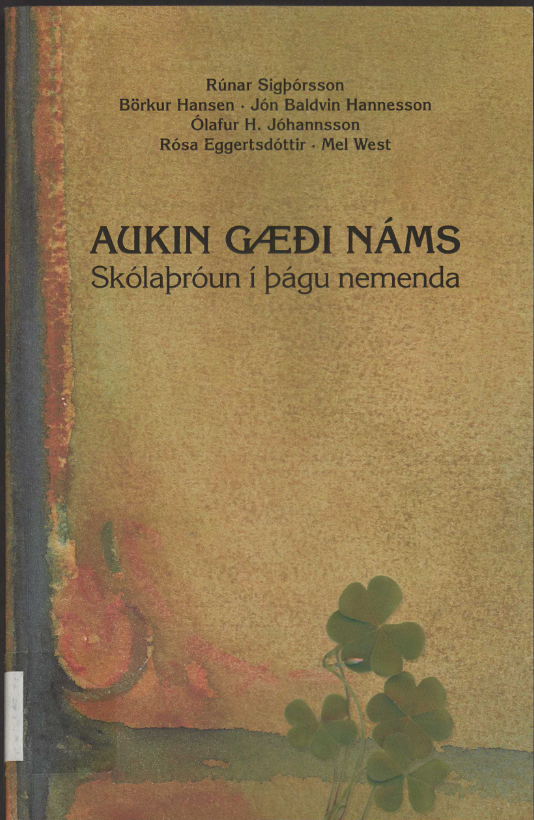 Rúnar Sigþórsson
Börkur Hansen · Jón Baldvin Hannesson
Ólafur H. Jóhannsson
Rósa Eggertsdóttir · Mel West
AUKIN GÆÐI NÁMS
Skólaþróun í þágu nemenda